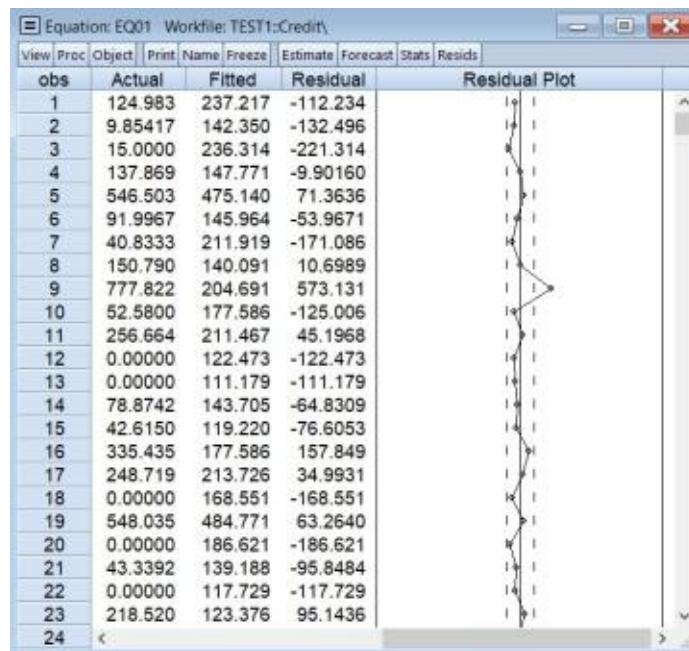 Equation: EQ01 Workfile: TEST1::Credit\
View Proc Object Print Name Freeze Estimate Forecast Stats Resids
obs Actual Fitted Residual Residual Plot
1 124.983 237.217 -112.234
2 9.85417 142.350 -132.496
3 15.0000 236.314 -221.314
4 137.869 147.771 -9.90160
5 546.503 475.140 71.3636
6 91.9967 145.964 -53.9671
7 40.8333 211.919 -171.086
8 150.790 140.091 10.6989
9 777.822 204.691 573.131
10 52.5800 177.586 -125.006
11 256.664 211.467 45.1968
12 0.00000 122.473 -122.473
13 0.00000 111.179 -111.179
14 78.8742 143.705 -64.8309
15 42.6150 119.220 -76.6053
16 335.435 177.586 157.849
17 248.719 213.726 34.9931
18 0.00000 168.551 -168.551
19 548.035 484.771 63.2640
20 0.00000 186.621 -186.621
21 43.3392 139.188 -95.8484
22 0.00000 117.729 -117.729
23 218.520 123.376 95.1436
24